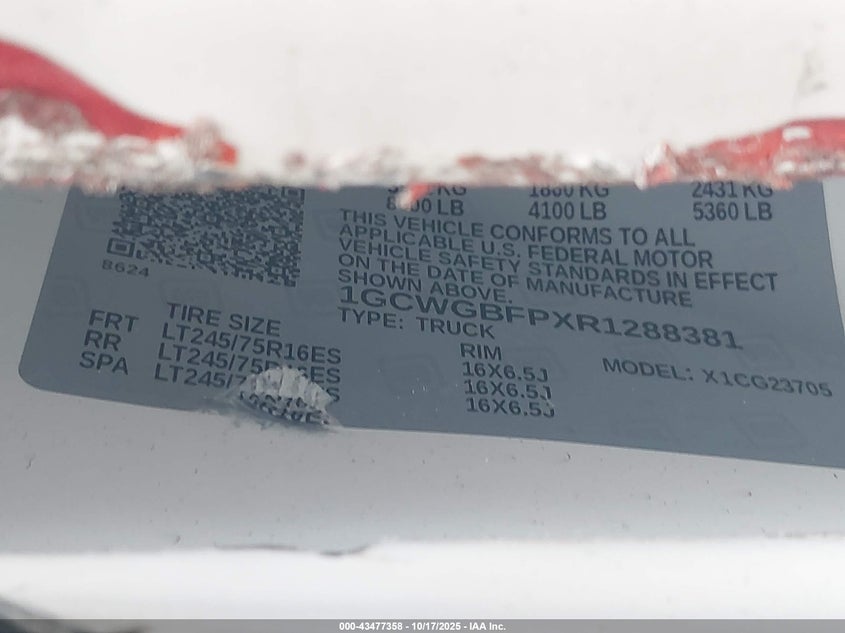 KG 1860 KG 2431 KG
LB 4100 LB 5360 LB
THIS VEHICLE CONFORMS TO ALL
APPLICABLE U.S. FEDERAL MOTOR
VEHICLE SAFETY STANDARDS IN EFFECT
ON THE DATE OF MANUFACTURE
SHOWN ABOVE.
1GCWGBFPXR1288381
TYPE: TRUCK
MODEL: X1CG23705
8624
TIRE SIZE RIM
FRT LT245/75R16ES 16X6.5J
RR LT245/75R16ES 16X6.5J
SPA 16X6.5J
000-43477358 - 10/17/2025 - IAA Inc.